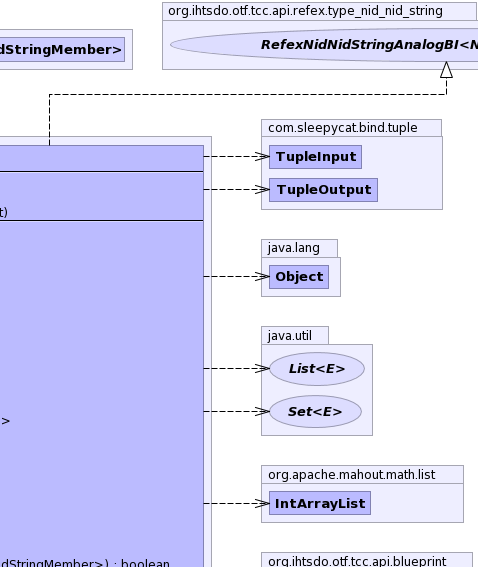 org.ihtsdo.otf.tcc.api.refex.type_nid_nid_string
dStringMember>
RefexNidNidStringAnalogBI<N
com.sleepycat.bind.tuple
TupleInput
TupleOutput
t)
java.lang
Object
java.util
List<E>
Set<E>
>
org.apache.mahout.math.list
IntArrayList
dStringMember>) : boolean
org.ihtsdo.otf.tcc.api.blueprint